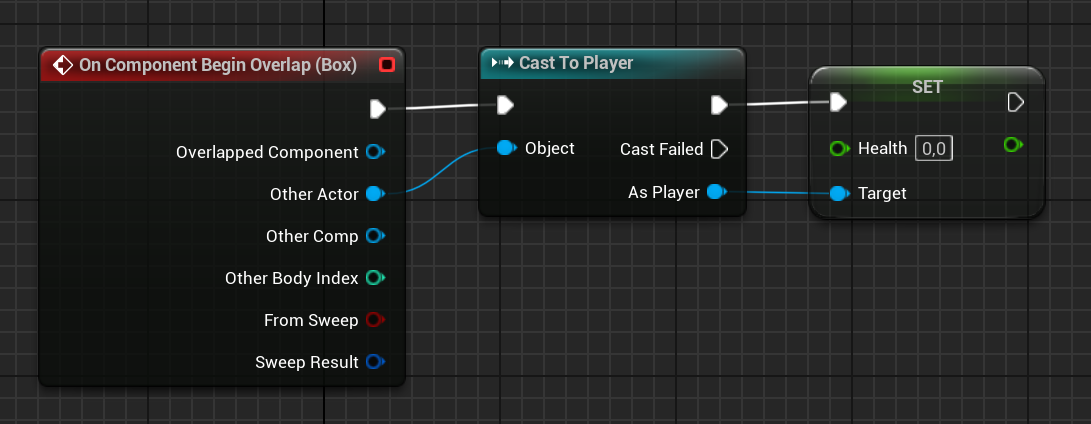 On Component Begin Overlap (Box)
Overlapped Component
Other Actor
Other Comp
Other Body Index
From Sweep
Sweep Result
Cast To Player
Object
Cast Failed
As Player
SET
Health 0,0
Target